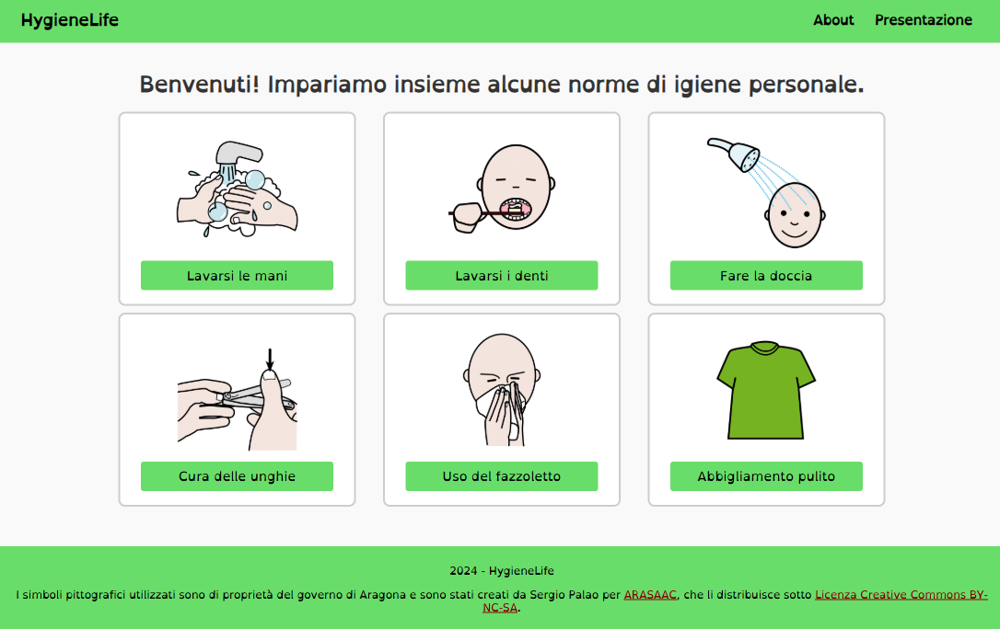 HygieneLife
About Presentazione
Benvenuti! Impariamo insieme alcune norme di igiene personale.
Lavarsi le mani
Lavarsi i denti
Fare la doccia
Cura delle unghie
Uso del fazzoletto
Abbigliamento pulito
2024 - HygieneLife
I simboli pittografici utilizzati sono di proprietà del governo di Aragona e sono stati creati da Sergio Palao per ARASAAC, che li distribuisce sotto Licenza Creative Commons BY-
NC-SA.